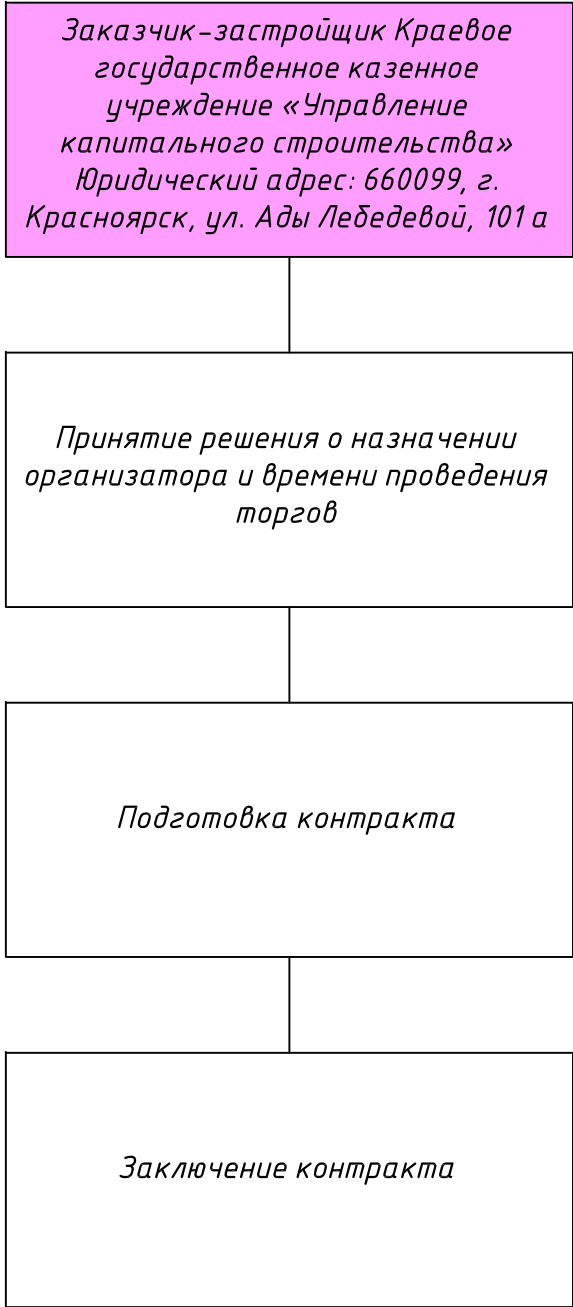 Заказчик-застройщик Краевое
государственное казенное
учреждение «Управление
капитального строительства»
Юридический адрес: 660099, г.
Красноярск, ул. Ады Лебедевой, 101 а
Принятие решения о назначении
организатора и времени проведения
торгов
Подготовка контракта
Заключение контракта